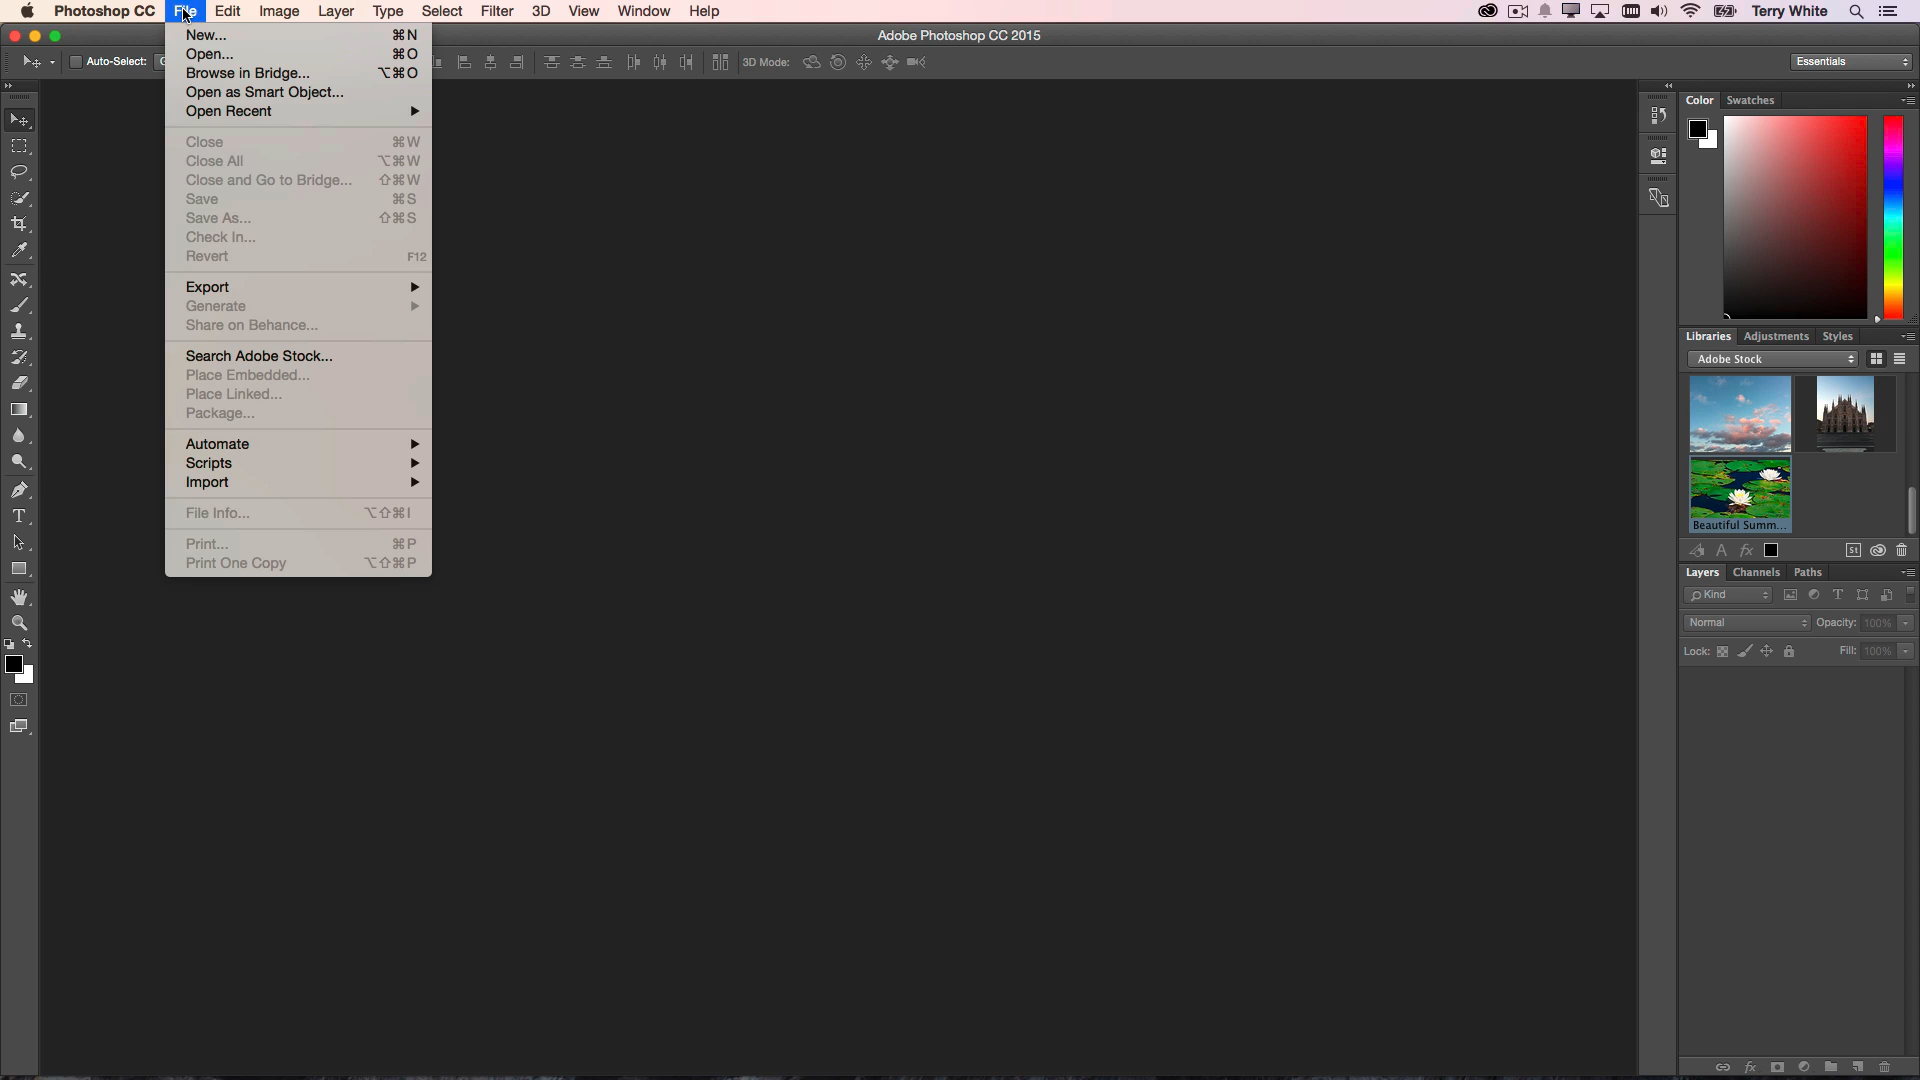 Photoshop CC File Edit Image Layer Type Select Filter 3D View Window Help Terry White
Adobe Photoshop CC 2015
Auto-Select: 3D Mode: Essentials
New... ⌘N
Open... ⌘O
Browse in Bridge... ⌥⌘O
Open as Smart Object...
Open Recent
Close ⌘W
Close All ⌥⌘W
Close and Go to Bridge... ⇧⌘W
Save ⌘S
Save As... ⇧⌘S
Check In...
Revert F12
Export
Generate
Share on Behance...
Search Adobe Stock...
Place Embedded...
Place Linked...
Package...
Automate
Scripts
Import
File Info... ⌥⇧⌘I
Print... ⌘P
Print One Copy ⌥⇧⌘P
Color Swatches
Libraries Adjustments Styles
Adobe Stock
Beautiful Summ...
St
Layers Channels Paths
Kind
Normal Opacity: 100%
Lock: Fill: 100%